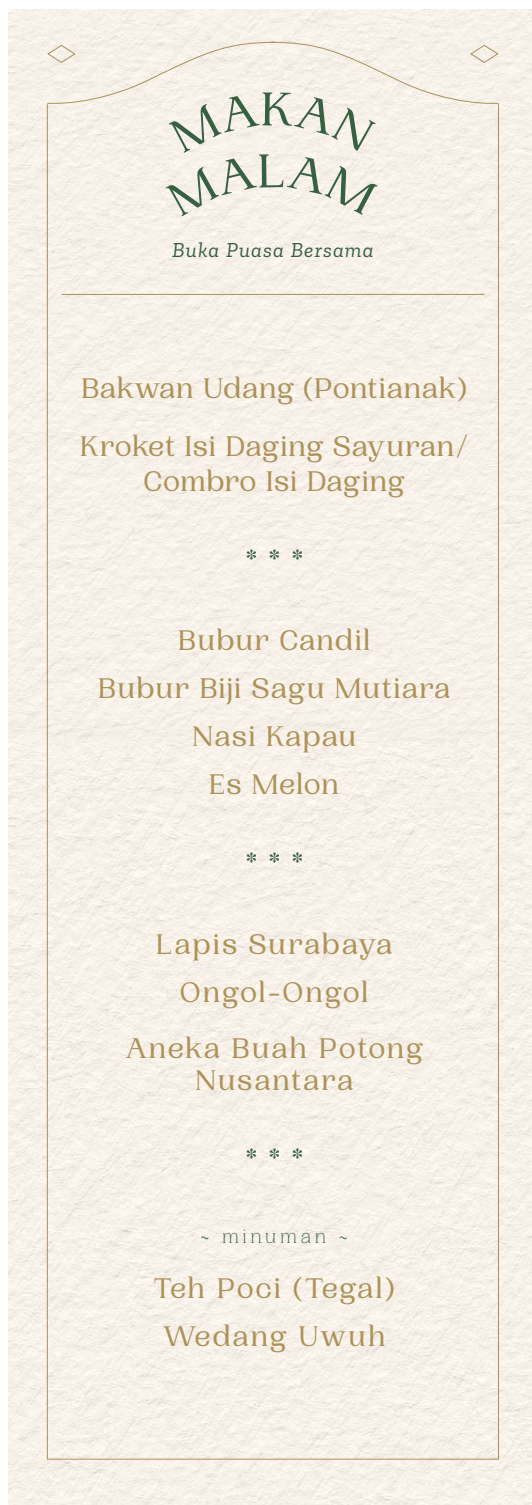 MAKAN
MALAM
Buka Puasa Bersama
Bakwan Udang (Pontianak)
Kroket Isi Daging Sayuran/
Combro Isi Daging
* * *
Bubur Candil
Bubur Biji Sagu Mutiara
Nasi Kapau
Es Melon
* * *
Lapis Surabaya
Ongol-Ongol
Aneka Buah Potong
Nusantara
* * *
~ minuman ~
Teh Poci (Tegal)
Wedang Uwuh